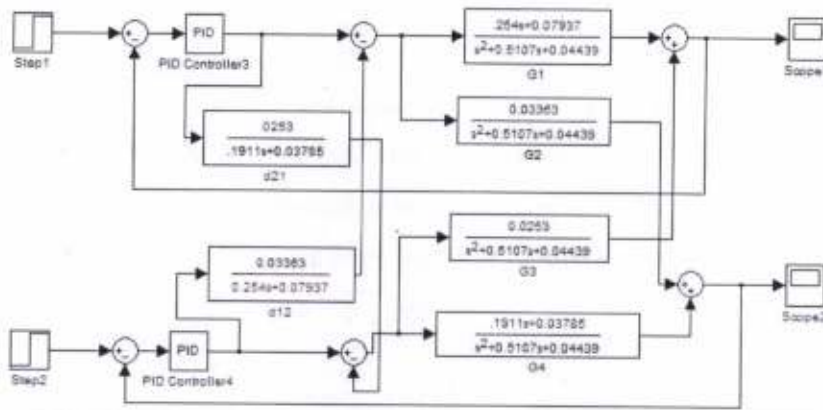 Step1
PID
PID Controller3
.254s+0.07937
s²+0.5107s+0.04439
G1
Scope
0.03363
s²+0.5107s+0.04439
G2
.0253
.1911s+0.03785
d21
0.0253
s²+0.5107s+0.04439
G3
0.03363
0.254s+0.07937
d12
Scope2
.1911s+0.03785
s²+0.5107s+0.04439
G4
Step2
PID
PID Controller4